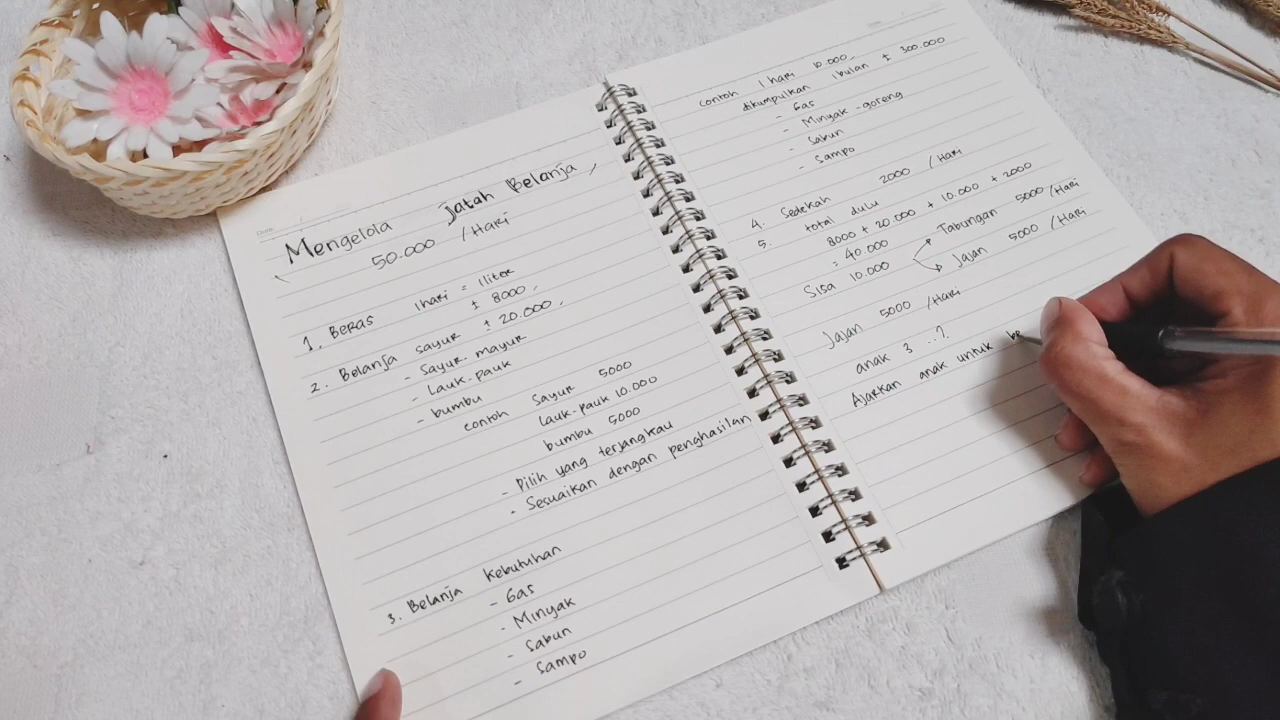 Mengelola Jatah Belanja
50.000 / Hari
1. Beras 1hari = 1liter
± 8000
2. Belanja sayur ± 20.000
- Sayur mayur
- Lauk-pauk
- bumbu
contoh sayur 5000
lauk-pauk 10.000
bumbu 5000
- Pilih yang terjangkau
- Sesuaikan dengan penghasilan
3. Belanja kebutuhan
- Gas
- Minyak
- Sabun
- Sampo
contoh 1 hari 10.000
dikumpulkan 1bulan ± 300.000
- Gas
- Minyak-goreng
- Sabun
- Sampo
4. Sedekah 2000 / Hari
5. total dulu
8000 + 20.000 + 10.000 + 2000
= 40.000
Sisa 10.000
Tabungan 5000 / Hari
Jajan 5000 / Hari
Jajan 5000 / Hari
anak 3 ..?
Ajarkan anak untuk be